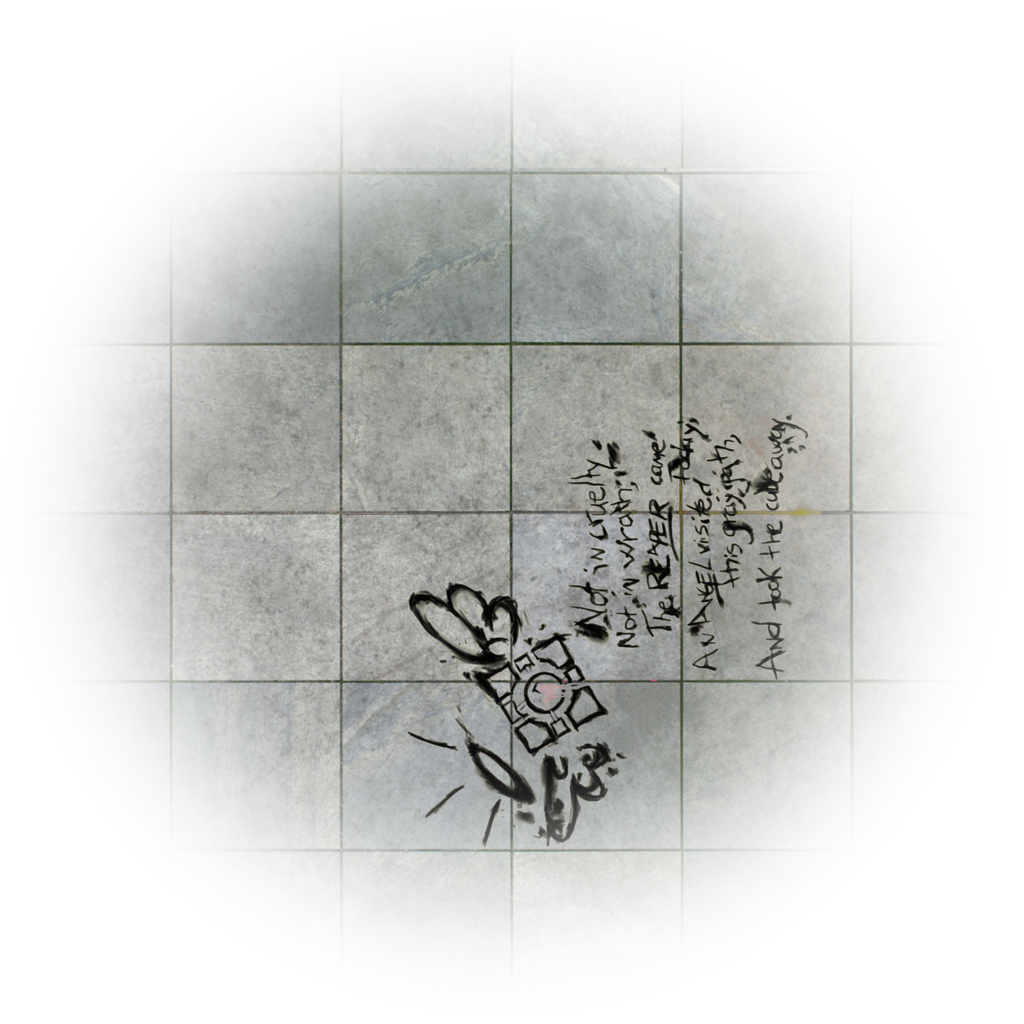 Not in cruelty,
Not in wrath,
The REAPER came today;
AN ANGEL visited
this gray path,
And took the cube away.